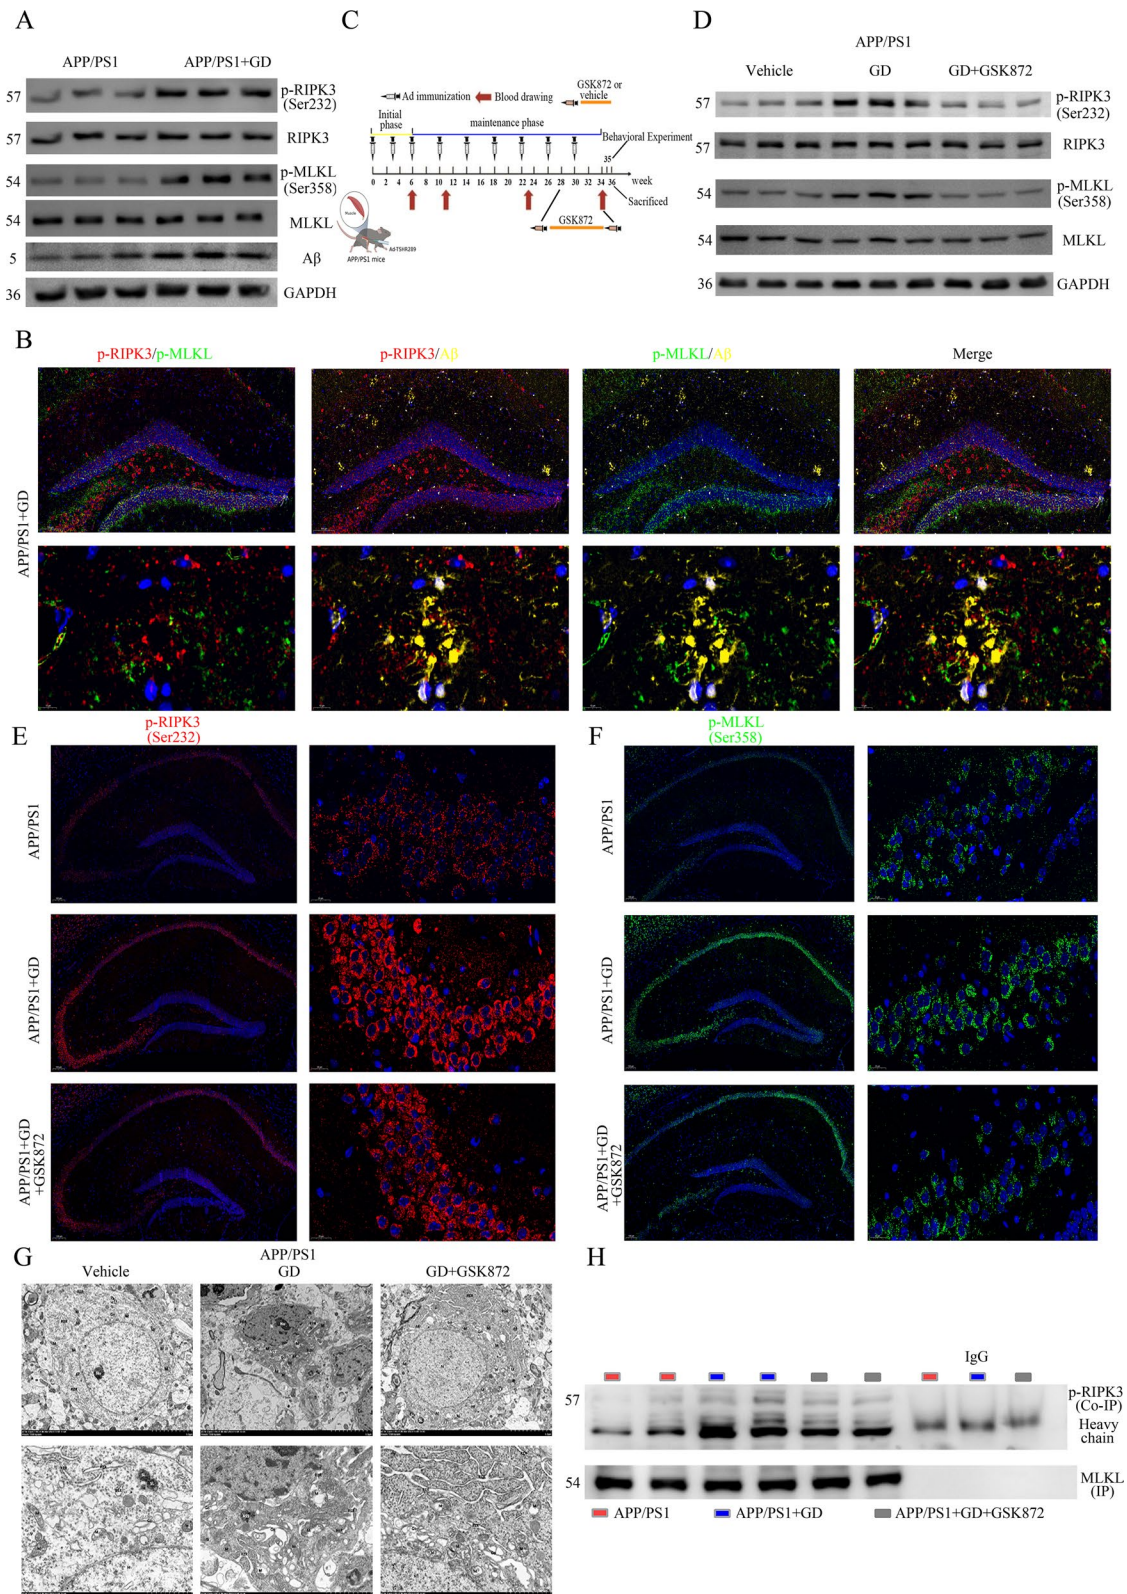 A
APP/PS1
APP/PS1+GD
57
p-RIPK3
(Ser232)
57
RIPK3
54
p-MLKL
(Ser358)
54
MLKL
5
Aβ
36
GAPDH
C
Ad immunization
Blood drawing
GSK872 or
vehicle
Initial
phase
maintenance phase
Behavioral Experiment
35
0 2 4 6 8 10 12 14 16 18 20 22 24 26 28 30 32 34 36
week
Sacrificed
GSK872
Muscle
Ad-TSHR289
APP/PS1 mice
D
APP/PS1
Vehicle
GD
GD+GSK872
57
p-RIPK3
(Ser232)
57
RIPK3
54
p-MLKL
(Ser358)
54
MLKL
36
GAPDH
B
p-RIPK3/p-MLKL
p-RIPK3/Aβ
p-MLKL/Aβ
Merge
APP/PS1+GD
E
p-RIPK3
(Ser232)
APP/PS1
APP/PS1+GD
APP/PS1+GD
+GSK872
F
p-MLKL
(Ser358)
APP/PS1
APP/PS1+GD
APP/PS1+GD
+GSK872
G
APP/PS1
Vehicle
GD
GD+GSK872
H
IgG
57
p-RIPK3
(Co-IP)
Heavy
chain
54
MLKL
(IP)
APP/PS1
APP/PS1+GD
APP/PS1+GD+GSK872